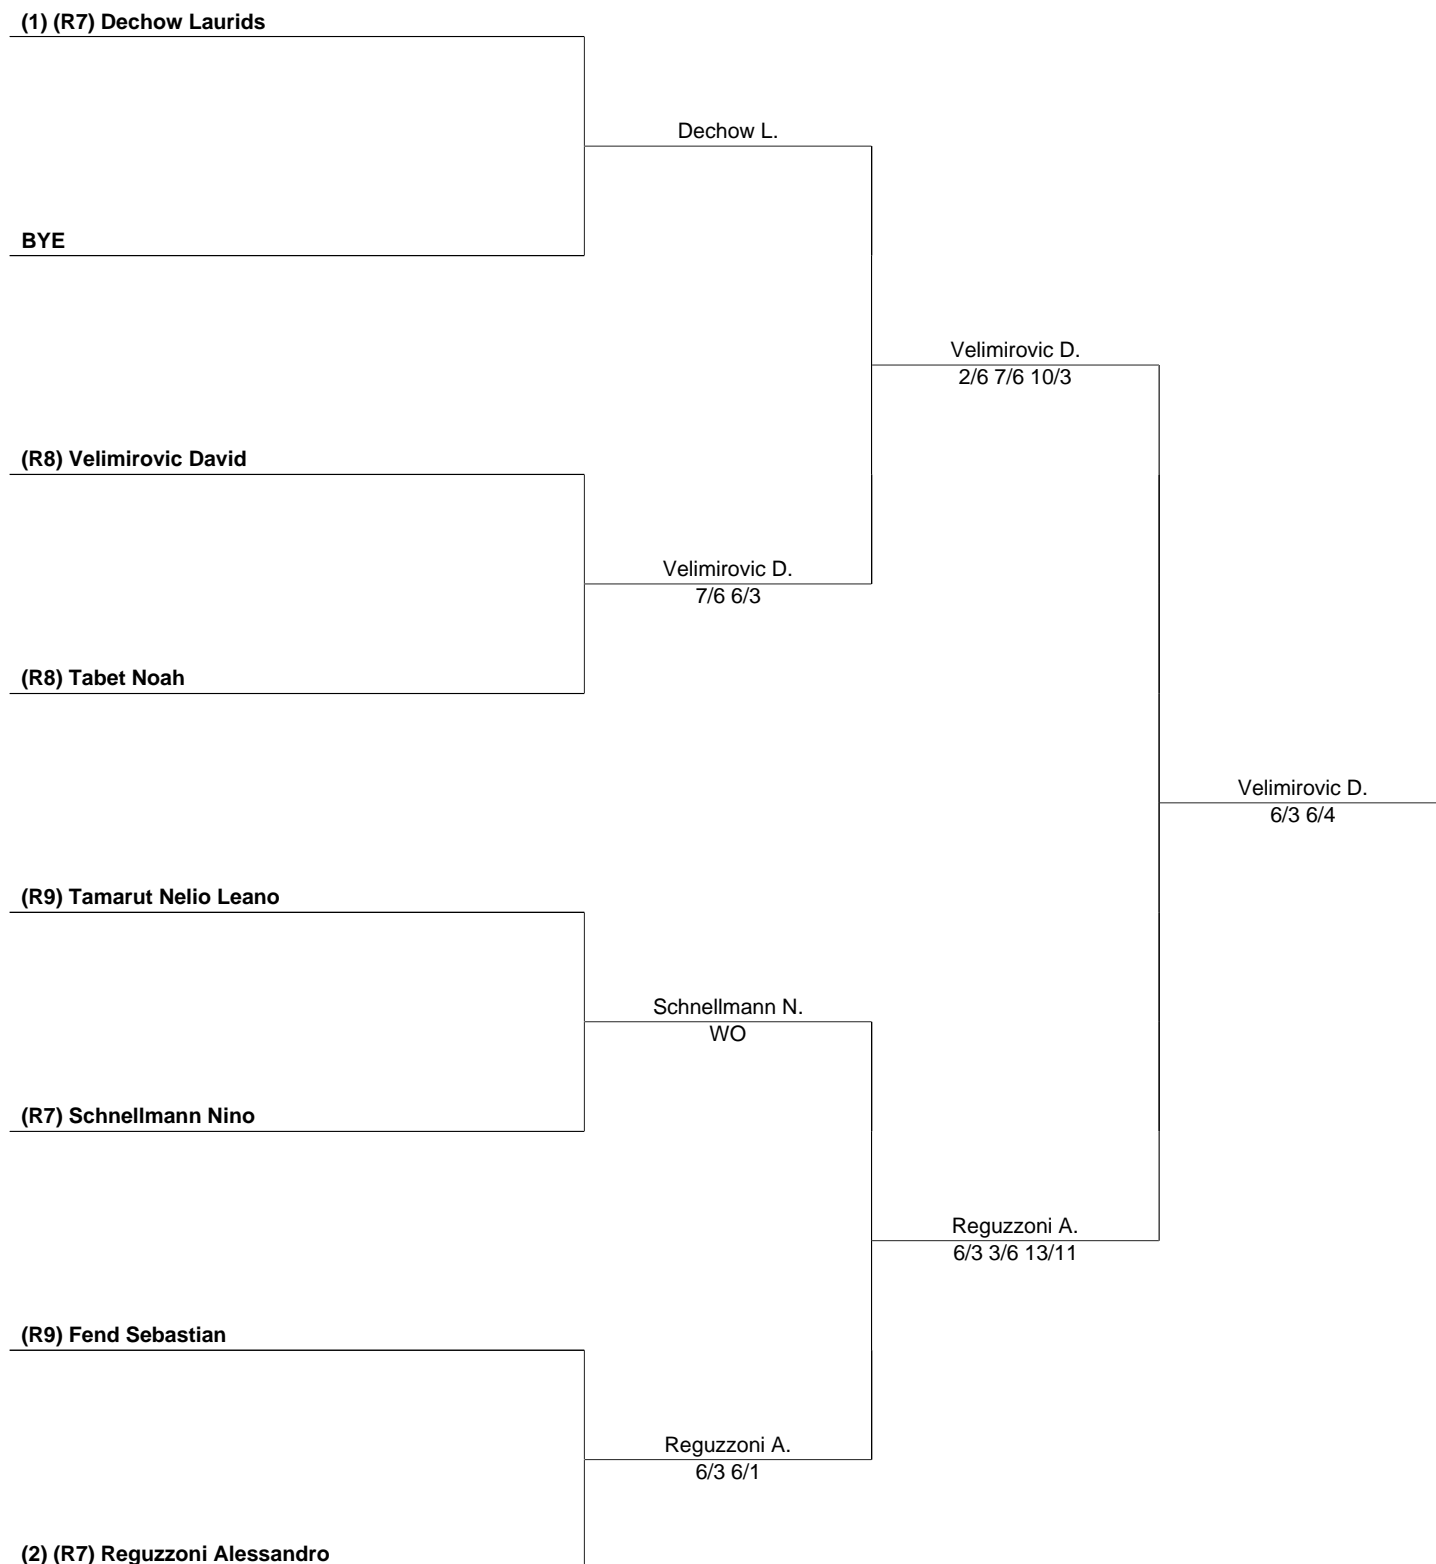 (1) (R7) Dechow Laurids
Dechow L.
BYE
Velimirovic D.
2/6 7/6 10/3
(R8) Velimirovic David
Velimirovic D.
7/6 6/3
(R8) Tabet Noah
Velimirovic D.
6/3 6/4
(R9) Tamarut Nelio Leano
Schnellmann N.
WO
(R7) Schnellmann Nino
Reguzzoni A.
6/3 3/6 13/11
(R9) Fend Sebastian
Reguzzoni A.
6/3 6/1
(2) (R7) Reguzzoni Alessandro